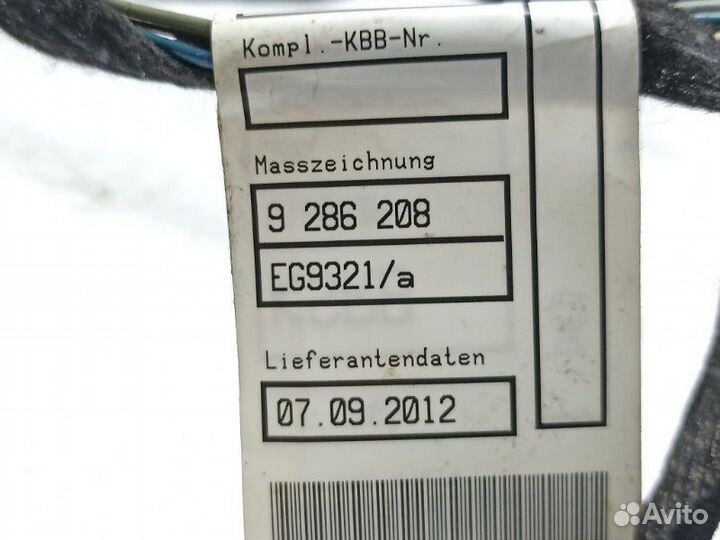 Kompl.-KBB-Nr.
Masszeichnung
9 286 208
EG9321/a
Lieferantendaten
07.09.2012
Avito